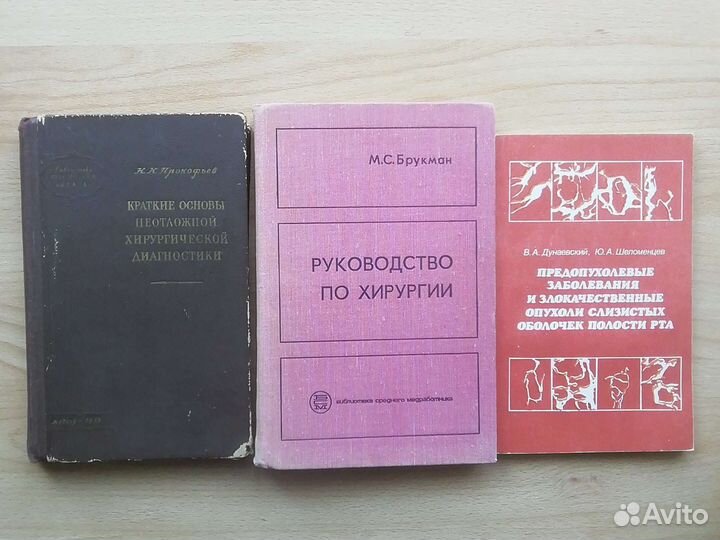 Н.Н. Прокофьев
КРАТКИЕ ОСНОВЫ
НЕОТЛОЖНОЙ
ХИРУРГИЧЕСКОЙ
ДИАГНОСТИКИ
М.С. Брукман
РУКОВОДСТВО
ПО ХИРУРГИИ
БСМ
библиотека среднего медработника
В. А. Дунаевский, Ю. А. Шеломенцев
ПРЕДОПУХОЛЕВЫЕ
ЗАБОЛЕВАНИЯ
И ЗЛОКАЧЕСТВЕННЫЕ
ОПУХОЛИ СЛИЗИСТЫХ
ОБОЛОЧЕК ПОЛОСТИ РТА
Avito